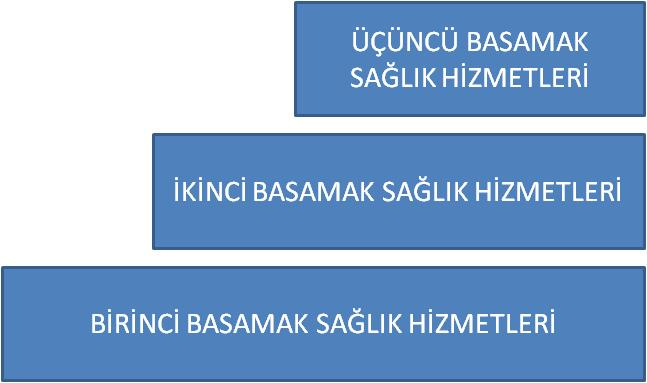 ÜÇÜNCÜ BASAMAK
SAĞLIK HİZMETLERİ
İKİNCİ BASAMAK SAĞLIK HİZMETLERİ
BİRİNCİ BASAMAK SAĞLIK HİZMETLERİ